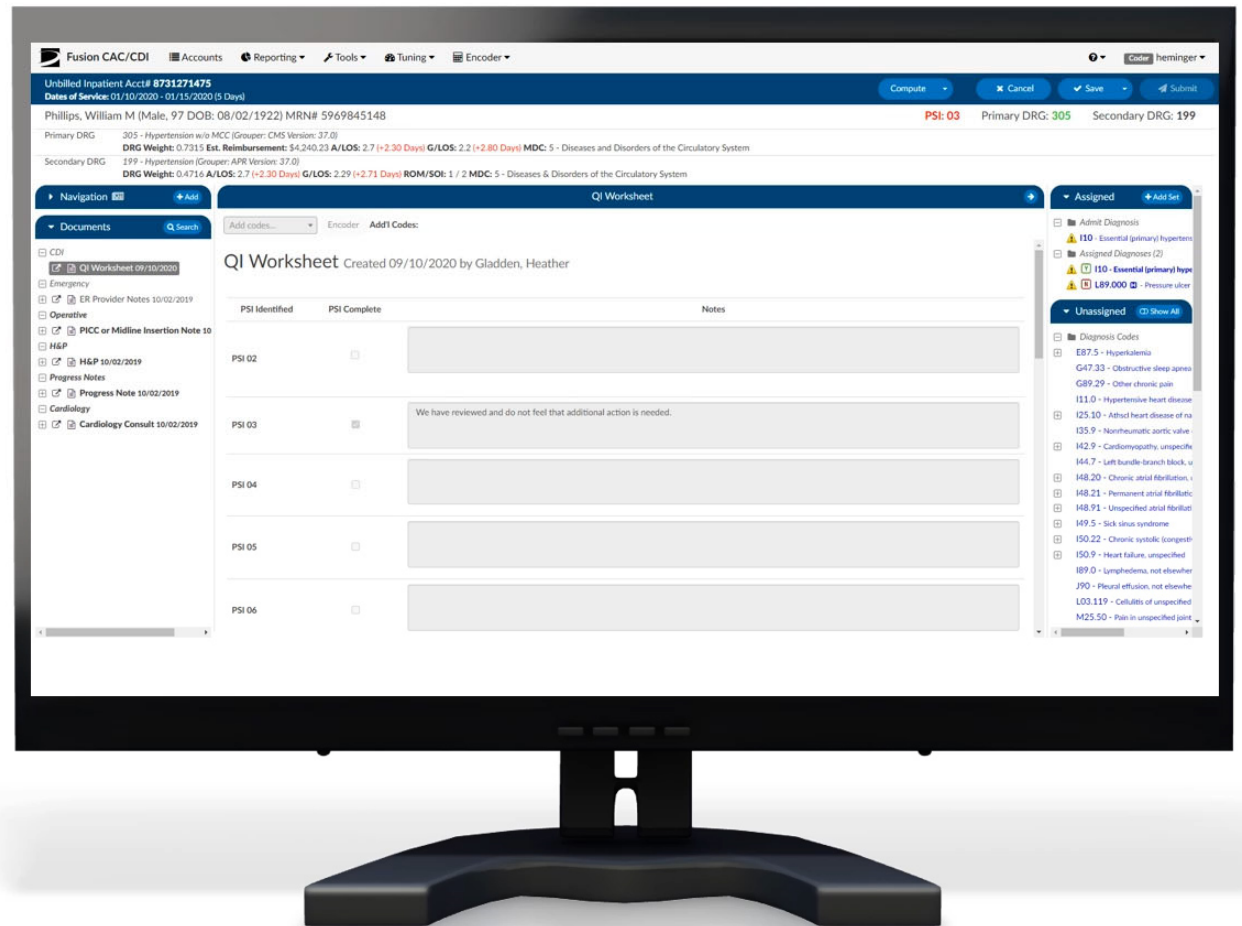 Fusion CAC/CDI Accounts Reporting Tools Tuning Encoder Coder heminger
Unbilled Inpatient Acct# 8731271475
Dates of Service: 01/10/2020 - 01/15/2020 (5 Days)
Compute Cancel Save Submit
Phillips, William M (Male, 97 DOB: 08/02/1922) MRN# 5969845148
PSI: 03 Primary DRG: 305 Secondary DRG: 199
Primary DRG 305 - Hypertension w/o MCC (Grouper: CMS Version: 37.0)
DRG Weight: 0.7315 Est. Reimbursement: $4,240.23 A/LOS: 2.7 (+2.30 Days) G/LOS: 2.2 (+2.80 Days) MDC: 5 - Diseases and Disorders of the Circulatory System
Secondary DRG 199 - Hypertension (Grouper: APR Version: 37.0)
DRG Weight: 0.4716 A/LOS: 2.7 (+2.30 Days) G/LOS: 2.29 (+2.71 Days) ROM/SOI: 1 / 2 MDC: 5 - Diseases & Disorders of the Circulatory System
Navigation +Add
Documents Search
CDI
QI Worksheet 09/10/2020
Emergency
ER Provider Notes 10/02/2019
Operative
PICC or Midline Insertion Note 10
H&P
H&P 10/02/2019
Progress Notes
Progress Note 10/02/2019
Cardiology
Cardiology Consult 10/02/2019
QI Worksheet
Add codes... Encoder Add'l Codes:
QI Worksheet Created 09/10/2020 by Gladden, Heather
PSI Identified PSI Complete Notes
PSI 02
PSI 03 We have reviewed and do not feel that additional action is needed.
PSI 04
PSI 05
PSI 06
Assigned +Add Set
Admit Diagnosis
I10 - Essential (primary) hypertens
Assigned Diagnoses (2)
Y I10 - Essential (primary) hype
L89.000 - Pressure ulcer
Unassigned Show All
Diagnosis Codes
E87.5 - Hyperkalemia
G47.33 - Obstructive sleep apnea
G89.29 - Other chronic pain
I11.0 - Hypertensive heart disease
I25.10 - Athscl heart disease of na
I35.9 - Nonrheumatic aortic valve
I42.9 - Cardiomyopathy, unspecifie
I44.7 - Left bundle-branch block, u
I48.20 - Chronic atrial fibrillation,
I48.21 - Permanent atrial fibrillatio
I48.91 - Unspecified atrial fibrillati
I49.5 - Sick sinus syndrome
I50.22 - Chronic systolic (congesti
I50.9 - Heart failure, unspecified
I89.0 - Lymphedema, not elsewher
J90 - Pleural effusion, not elsewhe
L03.119 - Cellulitis of unspecified
M25.50 - Pain in unspecified joint